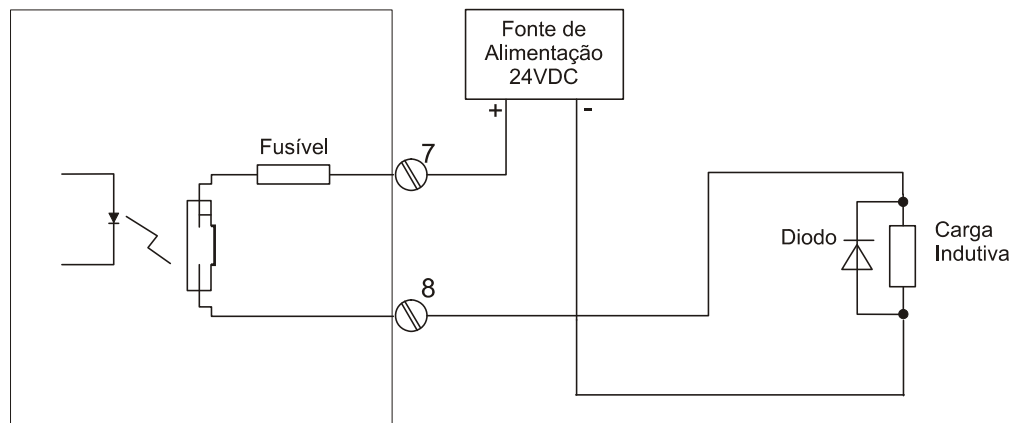 Fonte de
Alimentação
24VDC
+ -
Fusível
7
8
Diodo
Carga
Indutiva